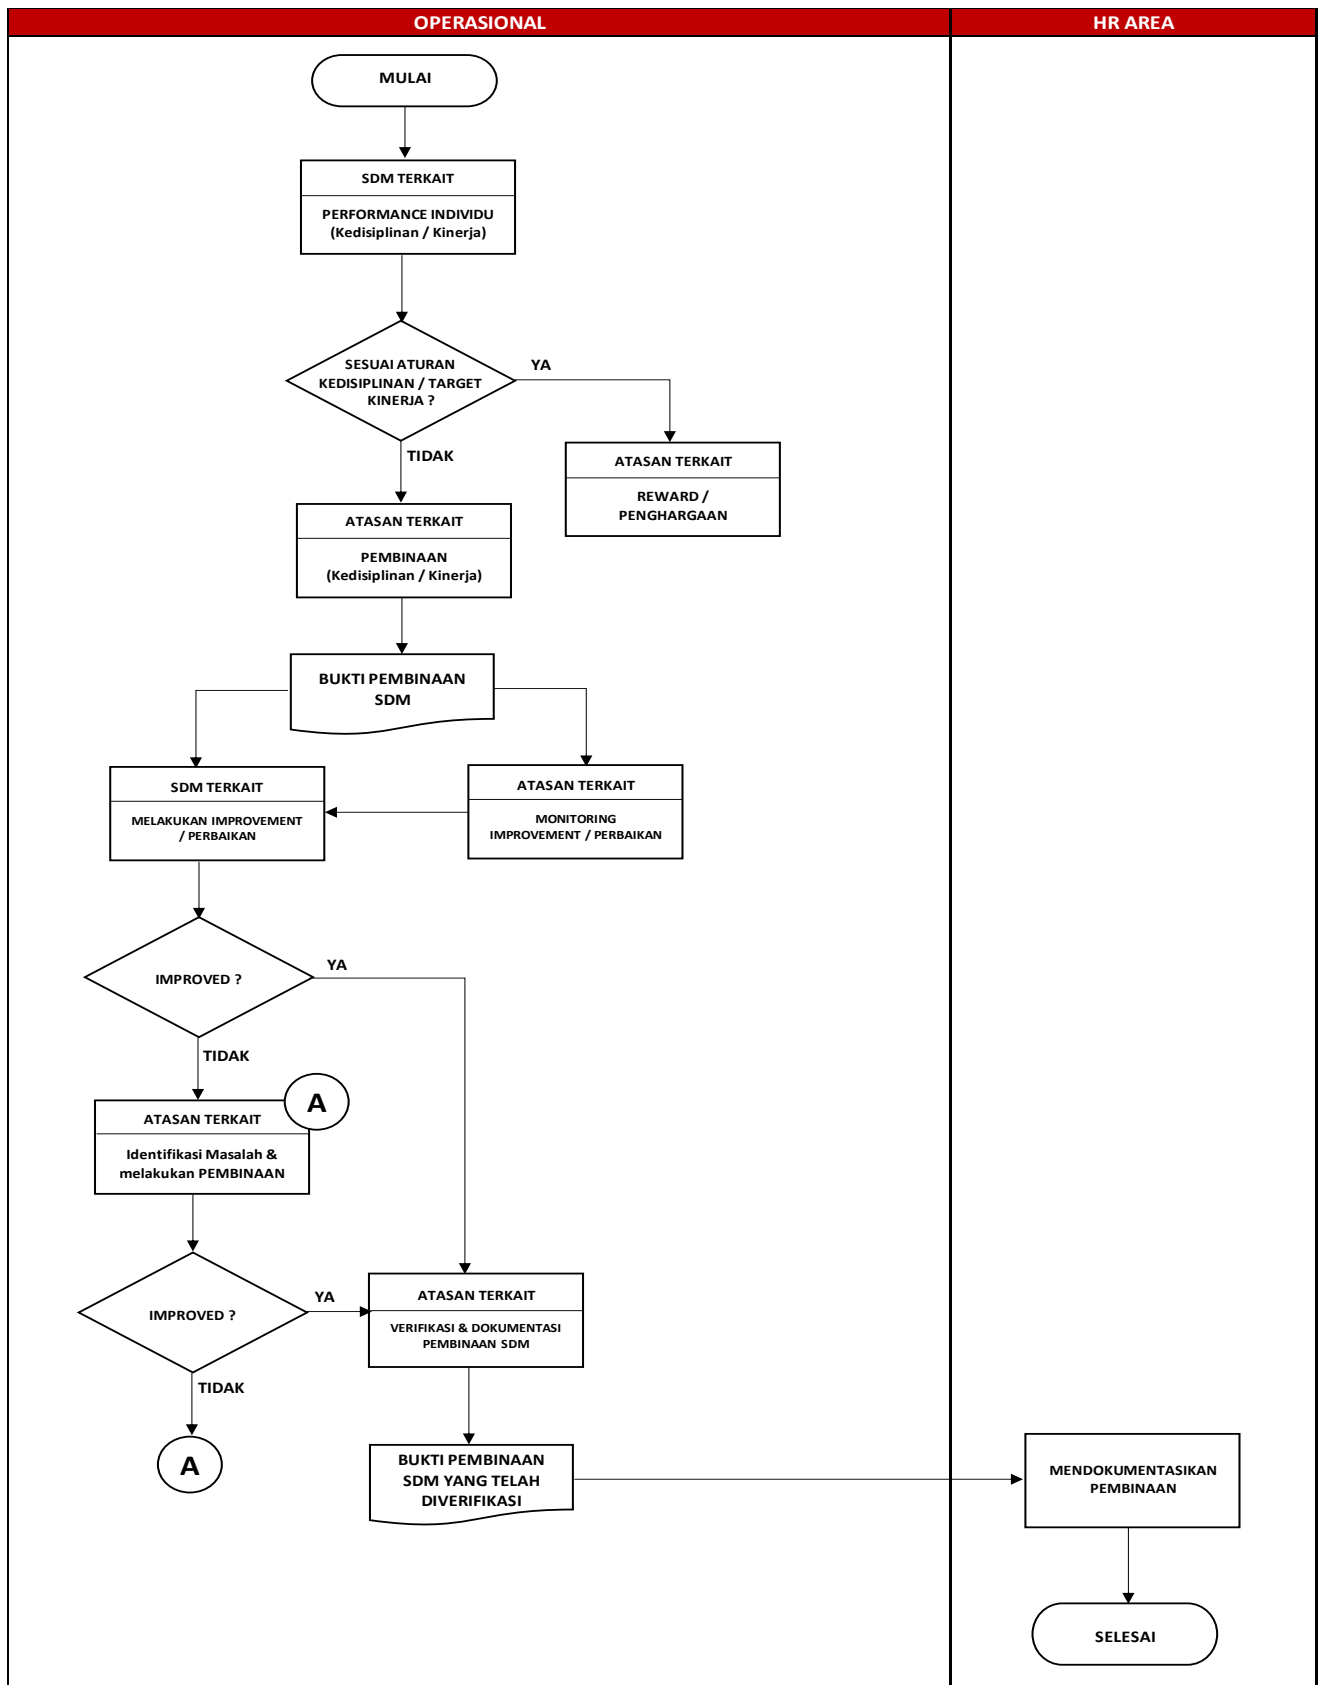 OPERASIONAL
HR AREA
MULAI
SDM TERKAIT
PERFORMANCE INDIVIDU
(Kedisiplinan / Kinerja)
SESUAI ATURAN
KEDISIPLINAN / TARGET
KINERJA ?
YA
TIDAK
ATASAN TERKAIT
REWARD /
PENGHARGAAN
ATASAN TERKAIT
PEMBINAAN
(Kedisiplinan / Kinerja)
BUKTI PEMBINAAN
SDM
SDM TERKAIT
MELAKUKAN IMPROVEMENT
/ PERBAIKAN
ATASAN TERKAIT
MONITORING
IMPROVEMENT / PERBAIKAN
IMPROVED ?
YA
TIDAK
A
ATASAN TERKAIT
Identifikasi Masalah &
melakukan PEMBINAAN
IMPROVED ?
YA
ATASAN TERKAIT
VERIFIKASI & DOKUMENTASI
PEMBINAAN SDM
TIDAK
A
BUKTI PEMBINAAN
SDM YANG TELAH
DIVERIFIKASI
MENDOKUMENTASIKAN
PEMBINAAN
SELESAI